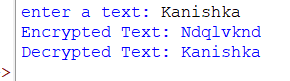 enter a text: Kanishka
Encrypted Text: Ndqlvknd
Decrypted Text: Kanishka
>